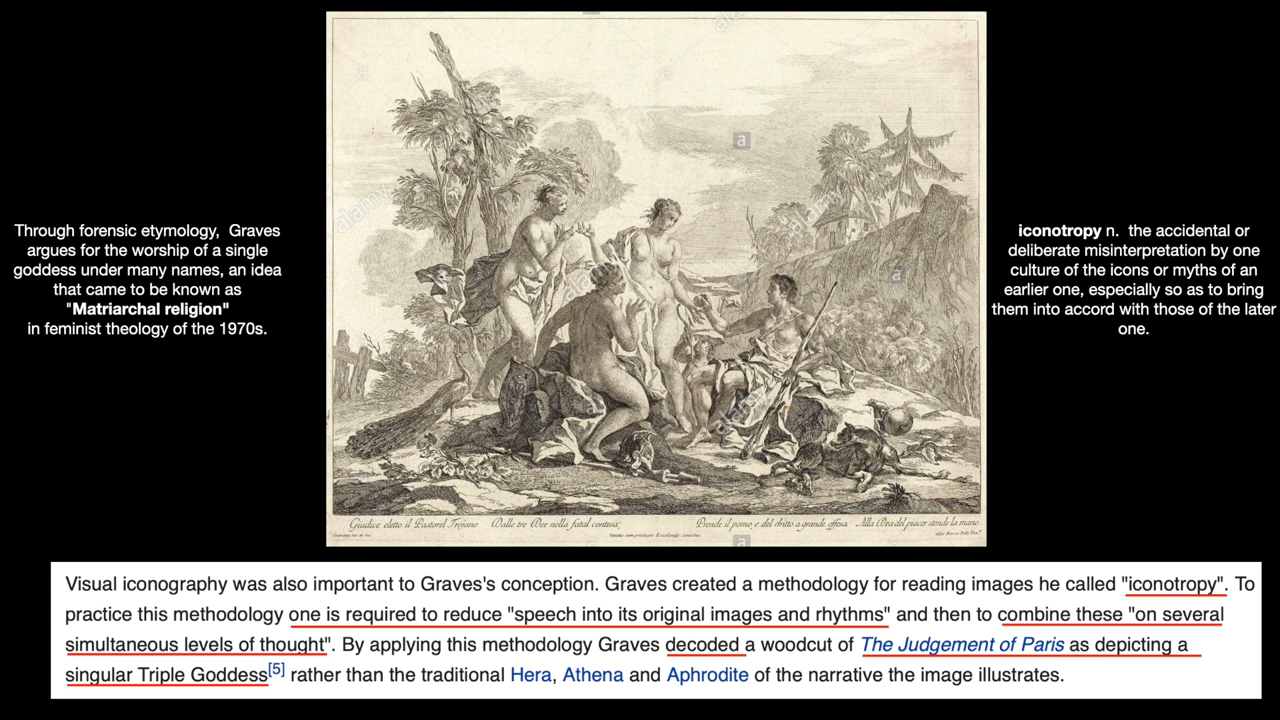 Through forensic etymology, Graves
argues for the worship of a single
goddess under many names, an idea
that came to be known as
"Matriarchal religion"
in feminist theology of the 1970s.
alamy
a
Giudice eletto il Pastorel Trojano Dalle tre Dee nella fatal contesa;
Prende il pomo, e del dritto a grande offesa Alla Dea del piacer stende la mano
iconotropy n. the accidental or
deliberate misinterpretation by one
culture of the icons or myths of an
earlier one, especially so as to bring
them into accord with those of the later
one.
Visual iconography was also important to Graves's conception. Graves created a methodology for reading images he called "iconotropy". To
practice this methodology one is required to reduce "speech into its original images and rhythms" and then to combine these "on several
simultaneous levels of thought". By applying this methodology Graves decoded a woodcut of The Judgement of Paris as depicting a
singular Triple Goddess[5] rather than the traditional Hera, Athena and Aphrodite of the narrative the image illustrates.